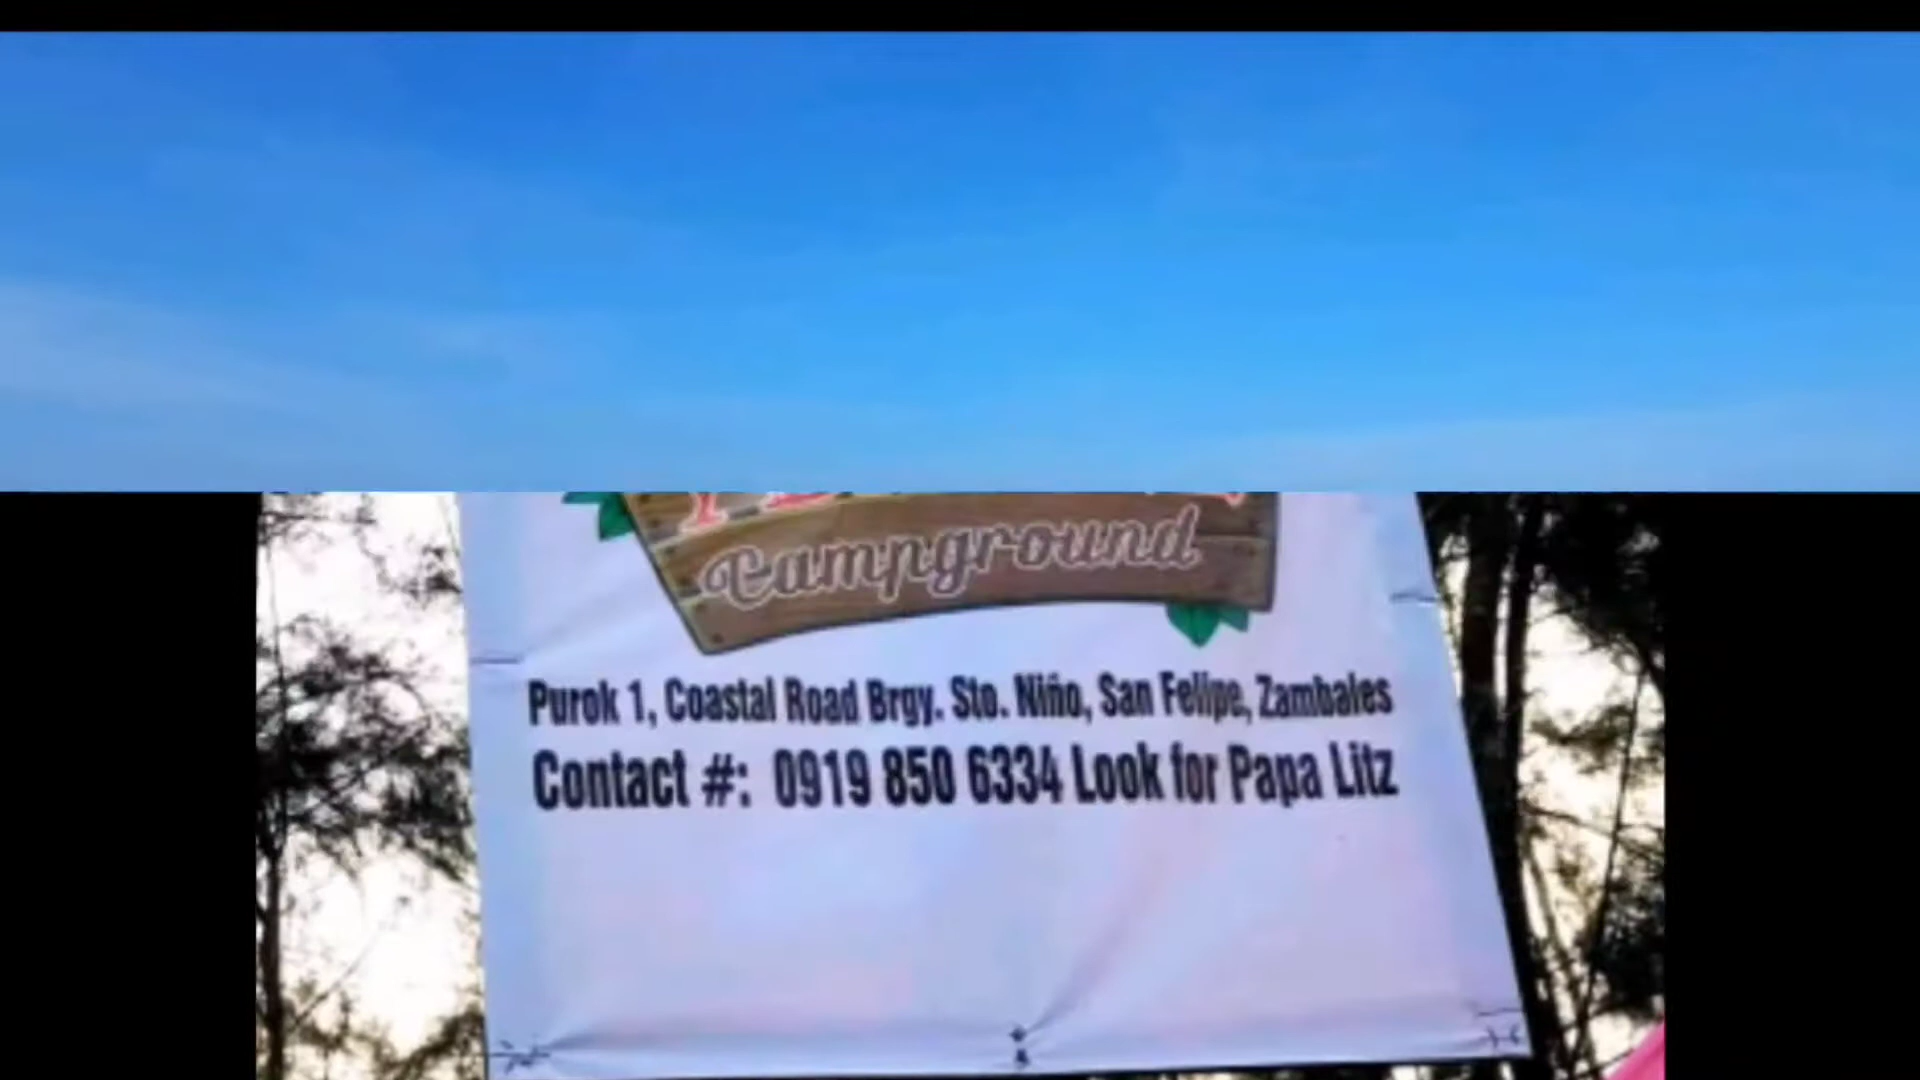 Campground
Purok 1, Coastal Road Brgy. Sto. Niño, San Felipe, Zambales
Contact #: 0919 850 6334 Look for Papa Litz